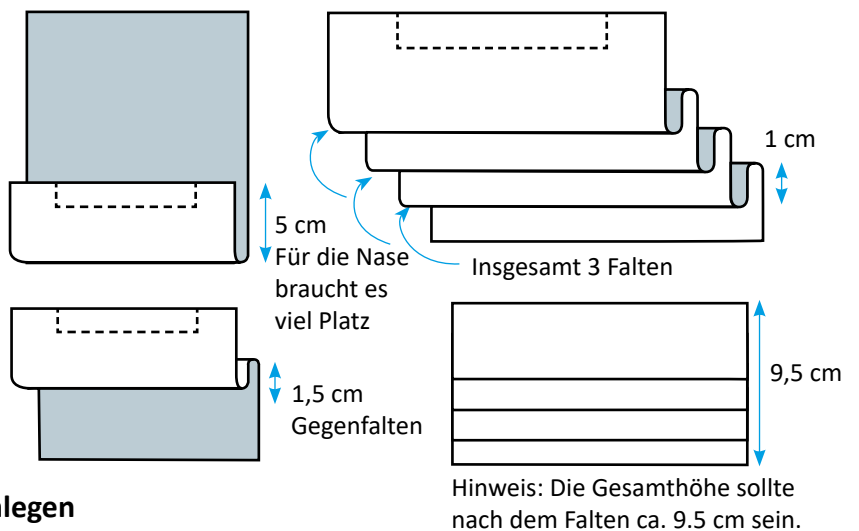 5 cm
Für die Nase
braucht es
viel Platz
1 cm
Insgesamt 3 Falten
1,5 cm
Gegenfalten
9,5 cm
Hinweis: Die Gesamthöhe sollte
nach dem Falten ca. 9.5 cm sein.
legen